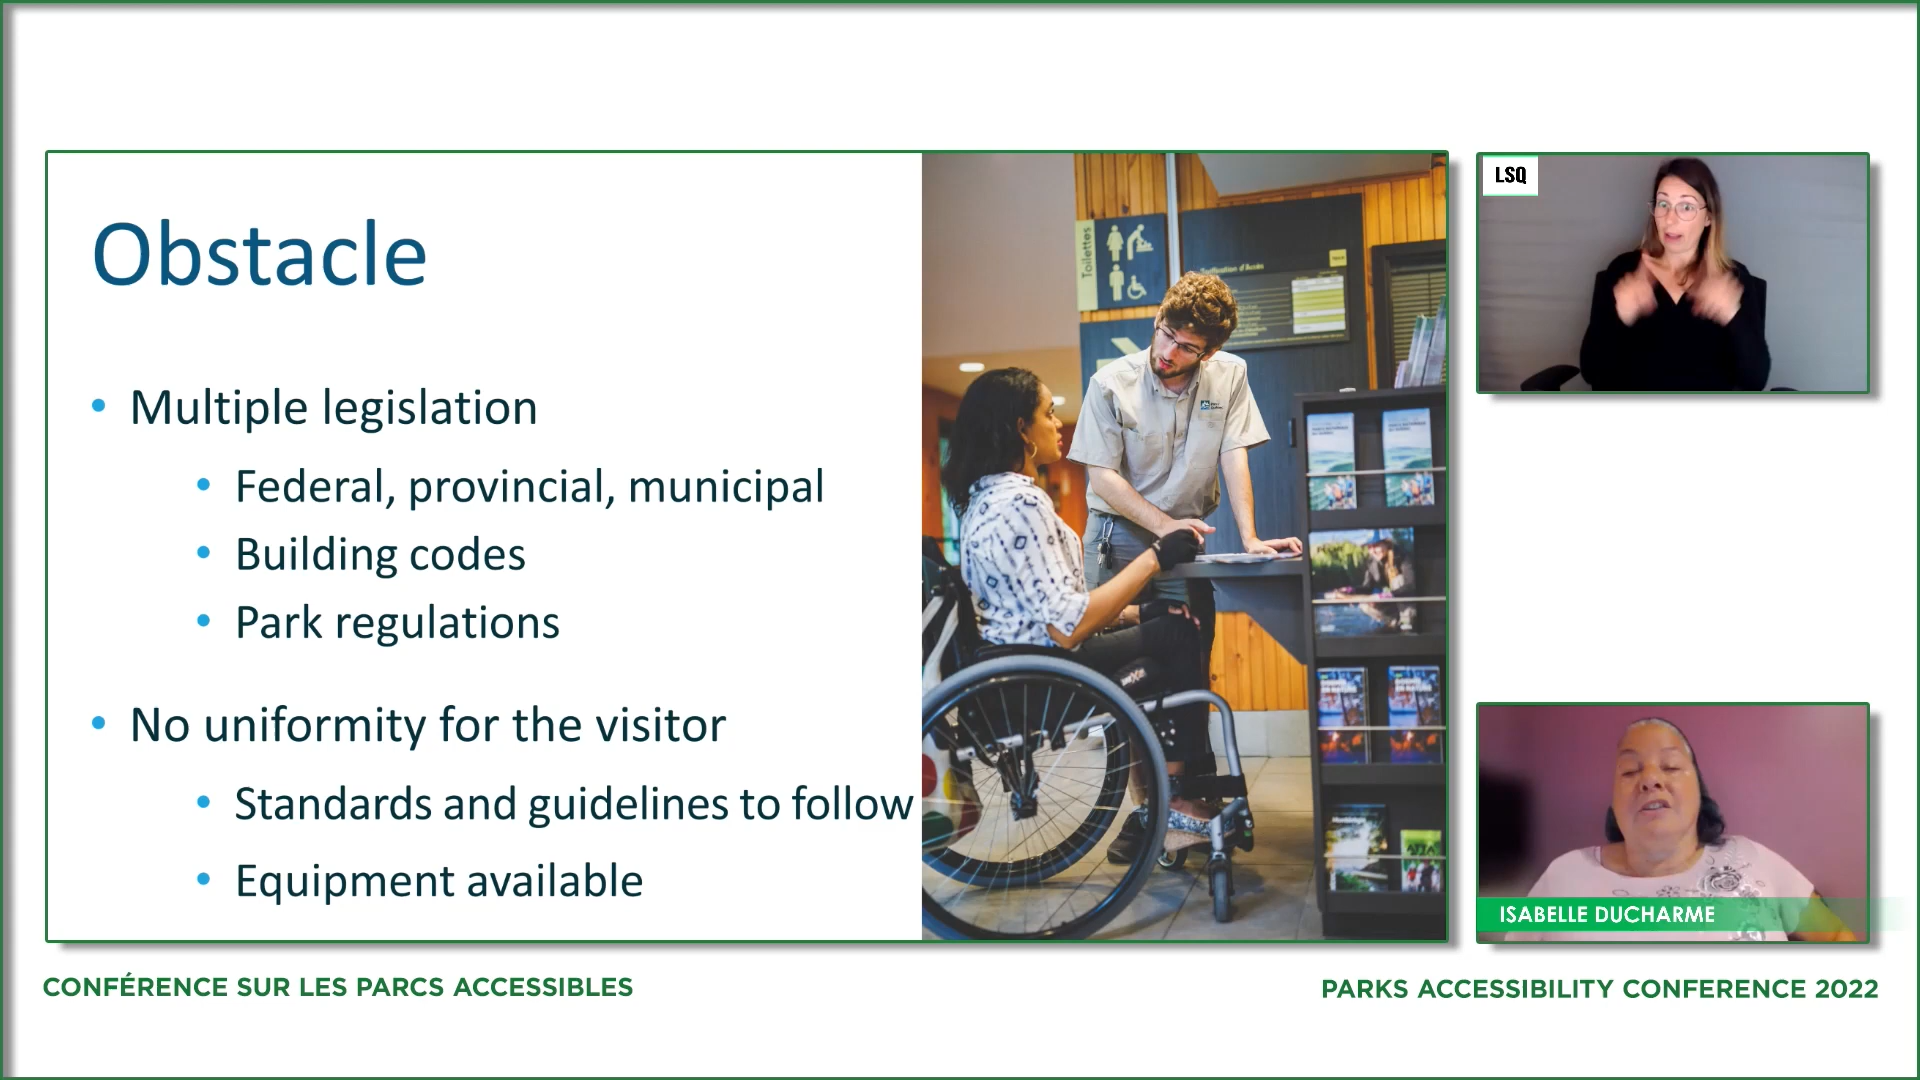 Obstacle
• Multiple legislation
• Federal, provincial, municipal
• Building codes
• Park regulations
• No uniformity for the visitor
• Standards and guidelines to follow
• Equipment available
Toilettes
LSQ
ISABELLE DUCHARME
CONFÉRENCE SUR LES PARCS ACCESSIBLES
PARKS ACCESSIBILITY CONFERENCE 2022